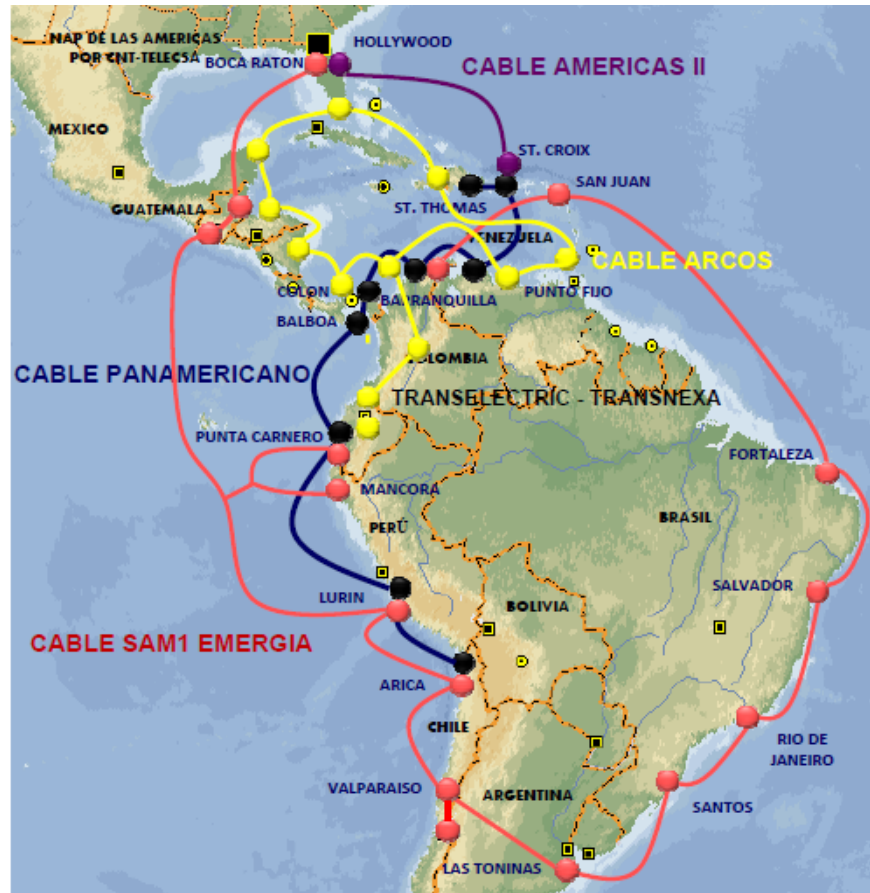 NAP DE LAS AMERICAS
POR CNT-TELECSA
HOLLYWOOD
BOCA RATON
CABLE AMERICAS II
MEXICO
ST. CROIX
SAN JUAN
GUATEMALA
ST. THOMAS
VENEZUELA
CABLE ARCOS
COLON
BARRANQUILLA
PUNTO FIJO
BALBOA
COLOMBIA
CABLE PANAMERICANO
TRANSELECTRIC - TRANSNEXA
PUNTA CARNERO
FORTALEZA
MANCORA
BRASIL
PERÚ
SALVADOR
LURIN
BOLIVIA
CABLE SAM1 EMERGIA
ARICA
CHILE
RIO DE
JANEIRO
VALPARAISO
ARGENTINA
SANTOS
LAS TONINAS